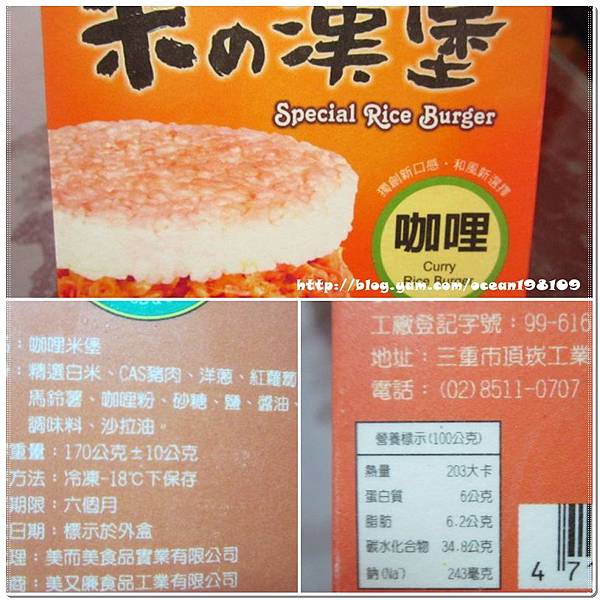 米の漢堡
Special Rice Burger
獨創新口感·和風新選擇
咖哩
Curry
Rice Burger
http://blog.yam.com/ocean198109
：咖哩米堡
：精選白米、CAS豬肉、洋蔥、紅蘿蔔
馬鈴薯、咖哩粉、砂糖、鹽、醬油、
調味料、沙拉油。
重量：170公克±10公克
方法：冷凍-18℃下保存
期限：六個月
日期：標示於外盒
理：美而美食品實業有限公司
商：美又廉食品工業有限公司
工廠登記字號：99-616
地址：三重市頂崁工業
電話：(02)8511-0707
營養標示(100公克)
熱量 203大卡
蛋白質 6公克
脂肪 6.2公克
碳水化合物 34.8公克
鈉(Na) 243毫克
4 71